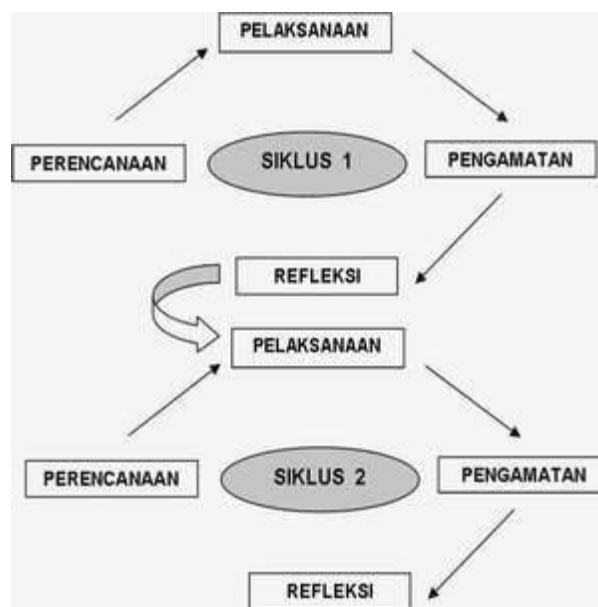 PELAKSANAAN
PERENCANAAN
SIKLUS 1
PENGAMATAN
REFLEKSI
PELAKSANAAN
PERENCANAAN
SIKLUS 2
PENGAMATAN
REFLEKSI